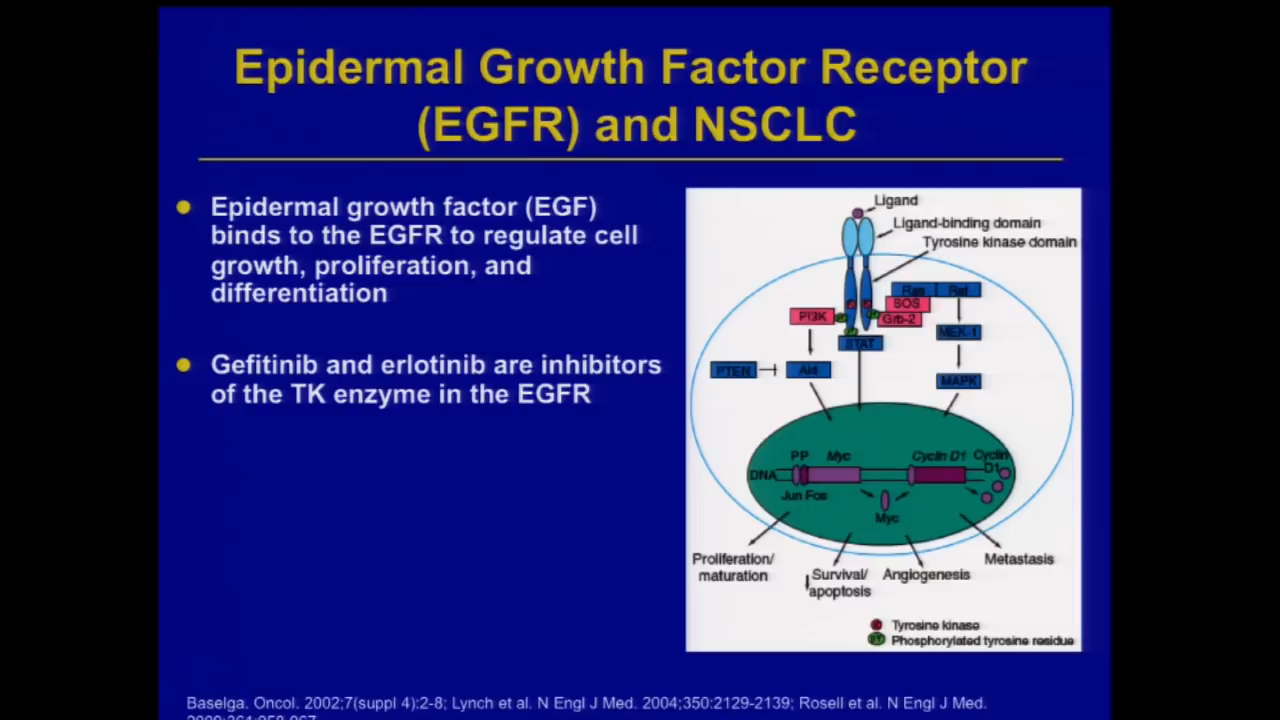 Epidermal Growth Factor Receptor
(EGFR) and NSCLC
Epidermal growth factor (EGF)
binds to the EGFR to regulate cell
growth, proliferation, and
differentiation
Gefitinib and erlotinib are inhibitors
of the TK enzyme in the EGFR
Ligand
Ligand-binding domain
Tyrosine kinase domain
Ras Raf
SOS
PI3K
Grb-2
MEK-1
STAT
PTEN
Akt
MAPK
PP Myc
Cyclin D1
Cyclin
D1
DNA
Jun Fos
Myc
Proliferation/
maturation
Survival/
apoptosis
Angiogenesis
Metastasis
Tyrosine kinase
Phosphorylated tyrosine residue
Baselga. Oncol. 2002;7(suppl 4):2-8; Lynch et al. N Engl J Med. 2004;350:2129-2139; Rosell et al. N Engl J Med.